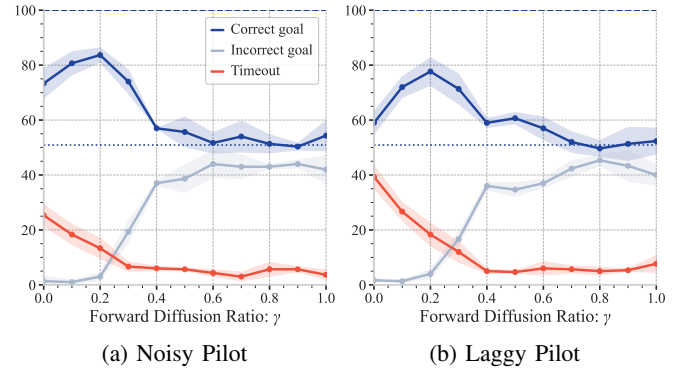 100
80
60
40
20
0
0.0 0.2 0.4 0.6 0.8 1.0
Forward Diffusion Ratio: γ
Correct goal
Incorrect goal
Timeout
(a) Noisy Pilot
100
80
60
40
20
0
0.0 0.2 0.4 0.6 0.8 1.0
Forward Diffusion Ratio: γ
(b) Laggy Pilot